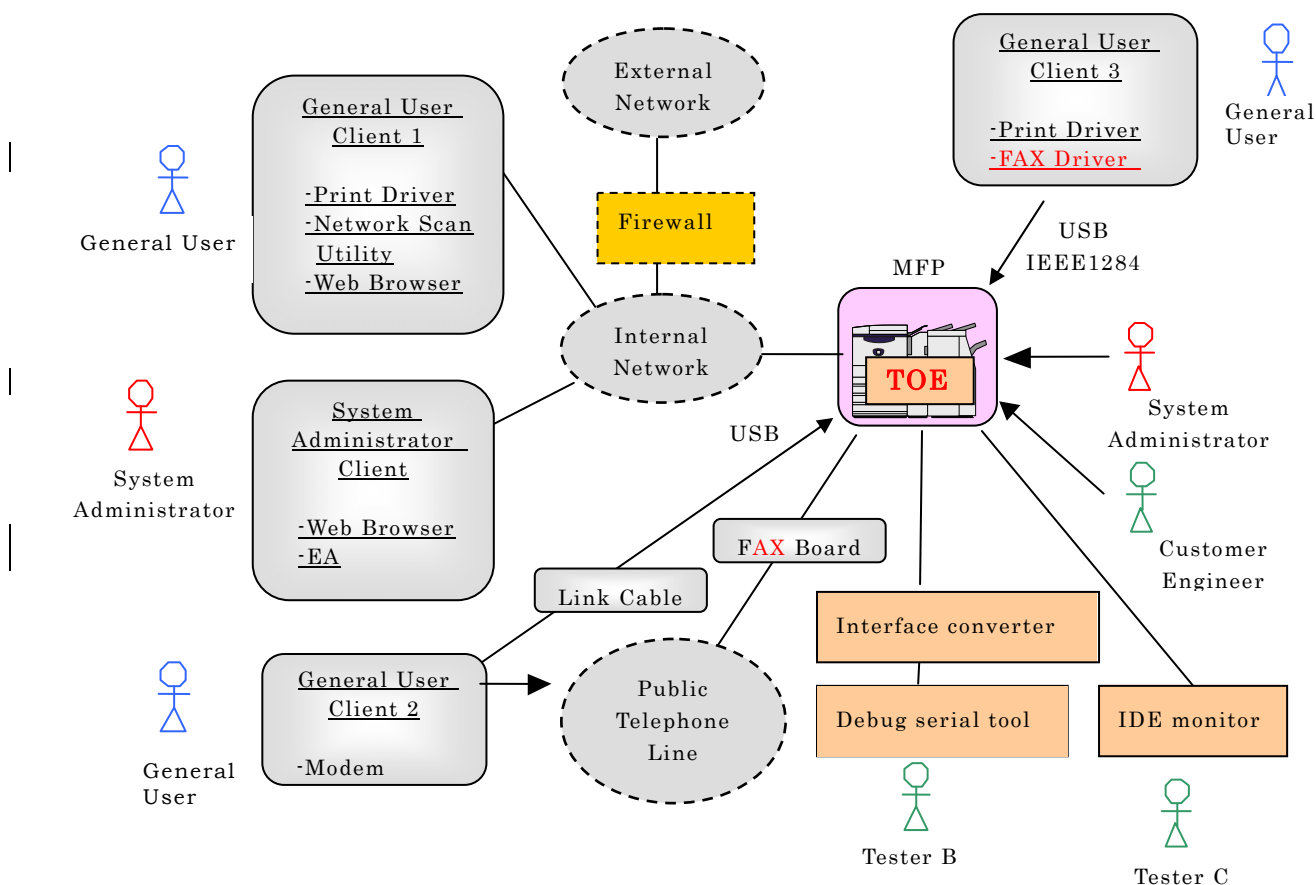 External
Network
General User
Client 3
-Print Driver
-FAX Driver
General
User
General User
Client 1
-Print Driver
-Network Scan
Utility
-Web Browser
General User
Firewall
USB
IEEE1284
MFP
TOE
Internal
Network
System
Administrator
System
Administrator
Client
-Web Browser
-EA
System
Administrator
USB
Customer
Engineer
FAX Board
Link Cable
Interface converter
General User
Client 2
-Modem
General
User
Public
Telephone
Line
Debug serial tool
IDE monitor
Tester B
Tester C